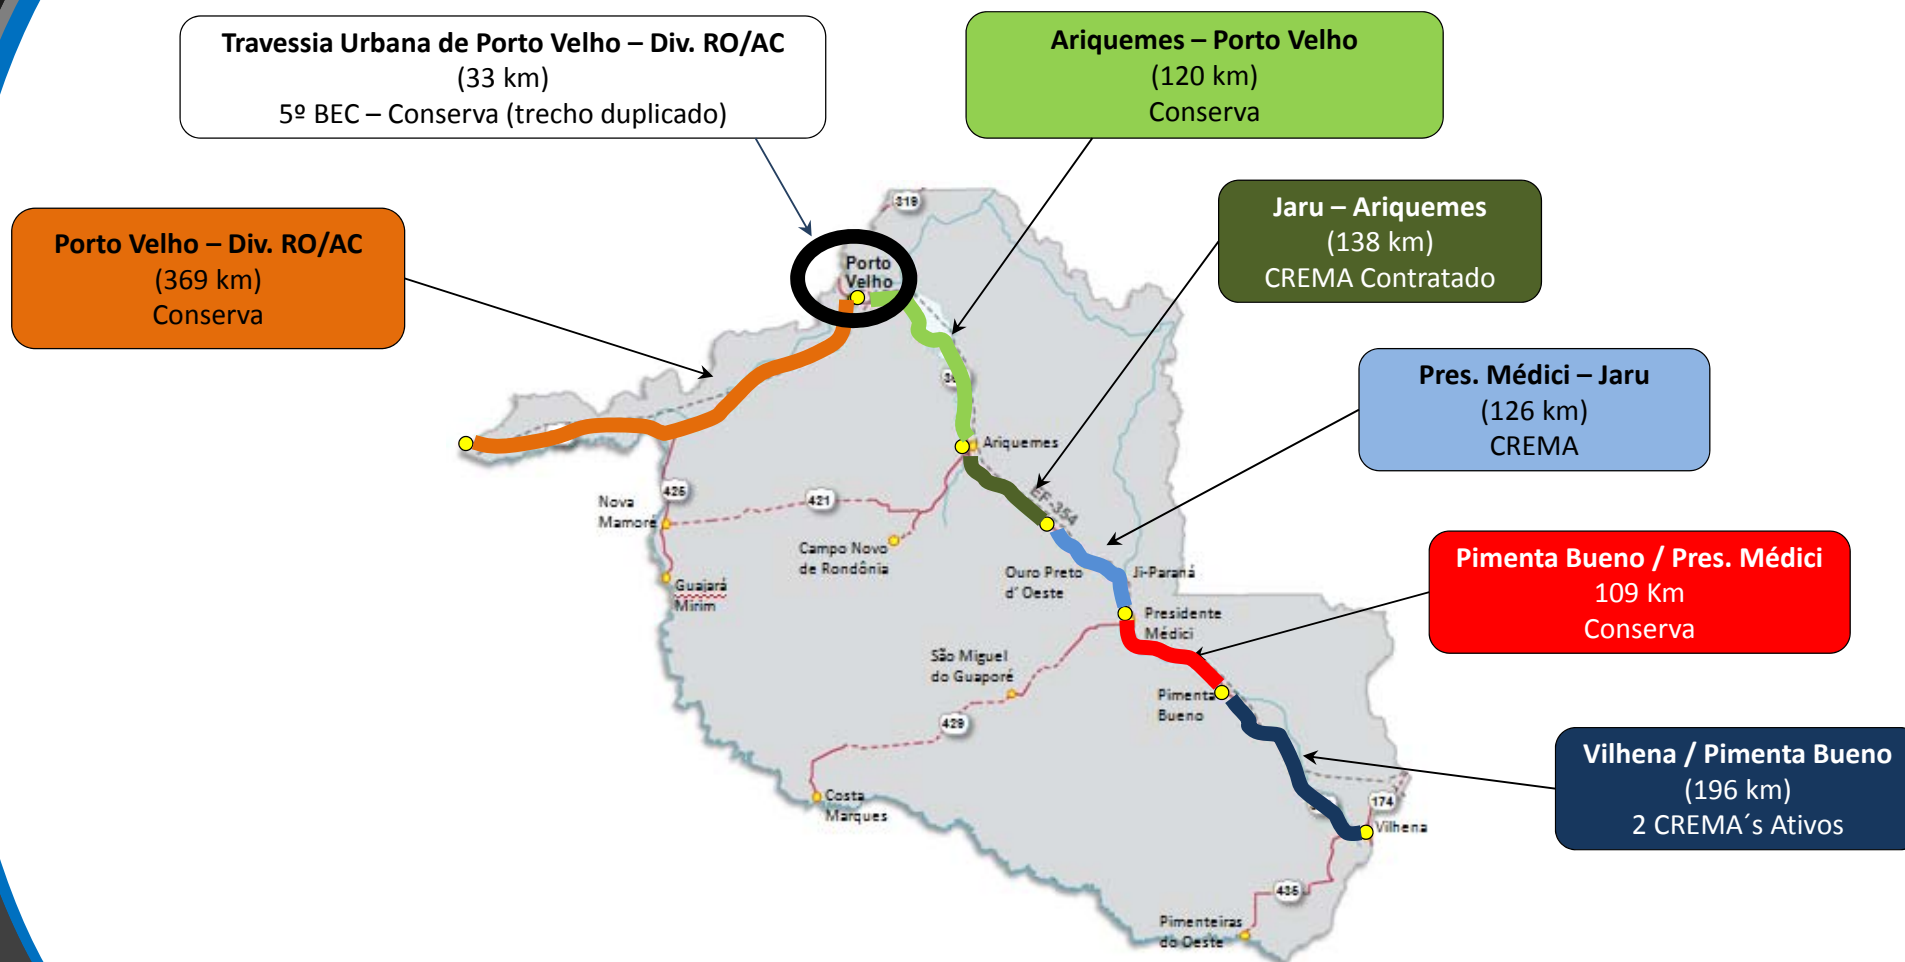 Travessia Urbana de Porto Velho – Div. RO/AC
(33 km)
5º BEC – Conserva (trecho duplicado)
Ariquemes – Porto Velho
(120 km)
Conserva
Jaru – Ariquemes
(138 km)
CREMA Contratado
Porto Velho – Div. RO/AC
(369 km)
Conserva
Pres. Médici – Jaru
(126 km)
CREMA
Pimenta Bueno / Pres. Médici
109 Km
Conserva
Vilhena / Pimenta Bueno
(196 km)
2 CREMA´s Ativos
319
Porto
Velho
Ariquemes
EF-354
425
421
Nova
Mamoré
Campo Novo
de Rondônia
Guajará
Mirim
Ouro Preto
d' Oeste
Ji-Paraná
Presidente
Médici
São Miguel
do Guaporé
429
Pimenta
Bueno
Costa
Marques
174
Vilhena
435
Pimenteiras
do Oeste